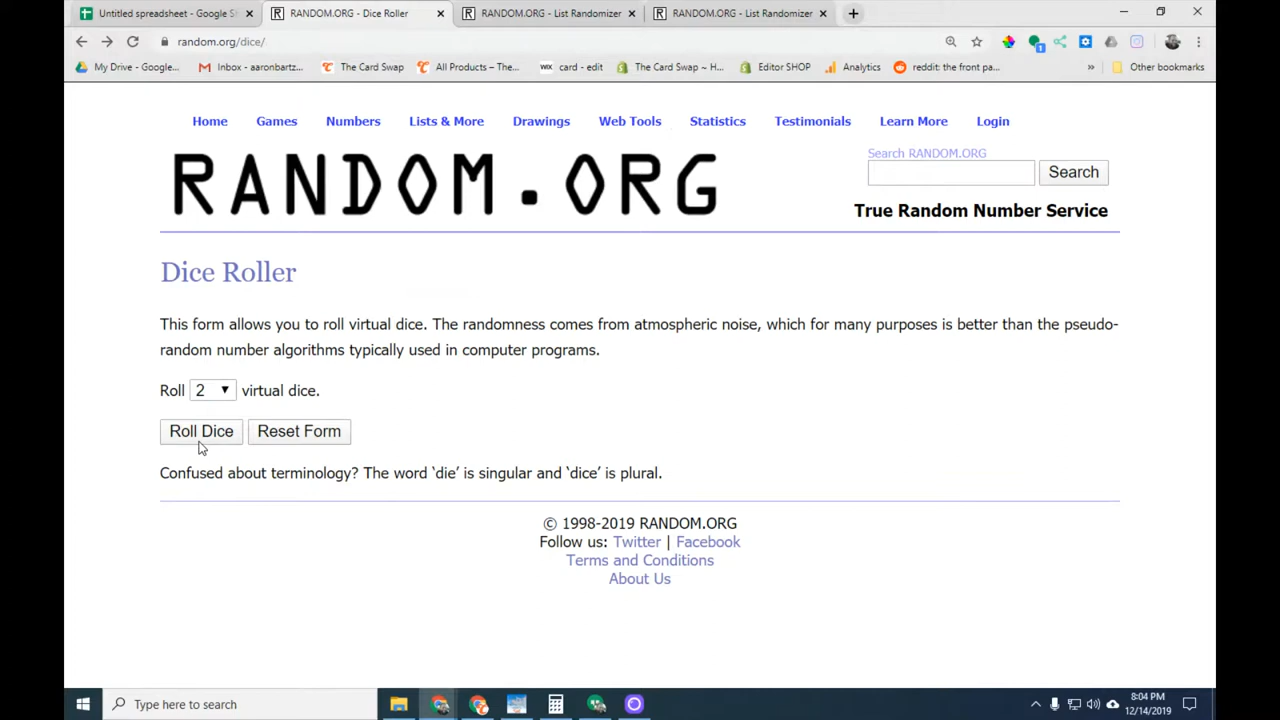 Untitled spreadsheet - Google S
RANDOM.ORG - Dice Roller
RANDOM.ORG - List Randomizer
RANDOM.ORG - List Randomizer
random.org/dice/
My Drive - Google...
Inbox - aaronbartz...
The Card Swap
All Products – The...
WIX
card - edit
The Card Swap ~ H...
Editor SHOP
Analytics
reddit: the front pa...
»
Other bookmarks
Home
Games
Numbers
Lists & More
Drawings
Web Tools
Statistics
Testimonials
Learn More
Login
RANDOM.ORG
Search RANDOM.ORG
Search
True Random Number Service
Dice Roller
This form allows you to roll virtual dice. The randomness comes from atmospheric noise, which for many purposes is better than the pseudo-
random number algorithms typically used in computer programs.
Roll 2 virtual dice.
Roll Dice
Reset Form
Confused about terminology? The word ‘die’ is singular and ‘dice’ is plural.
© 1998-2019 RANDOM.ORG
Follow us: Twitter | Facebook
Terms and Conditions
About Us
Type here to search
8:04 PM
12/14/2019